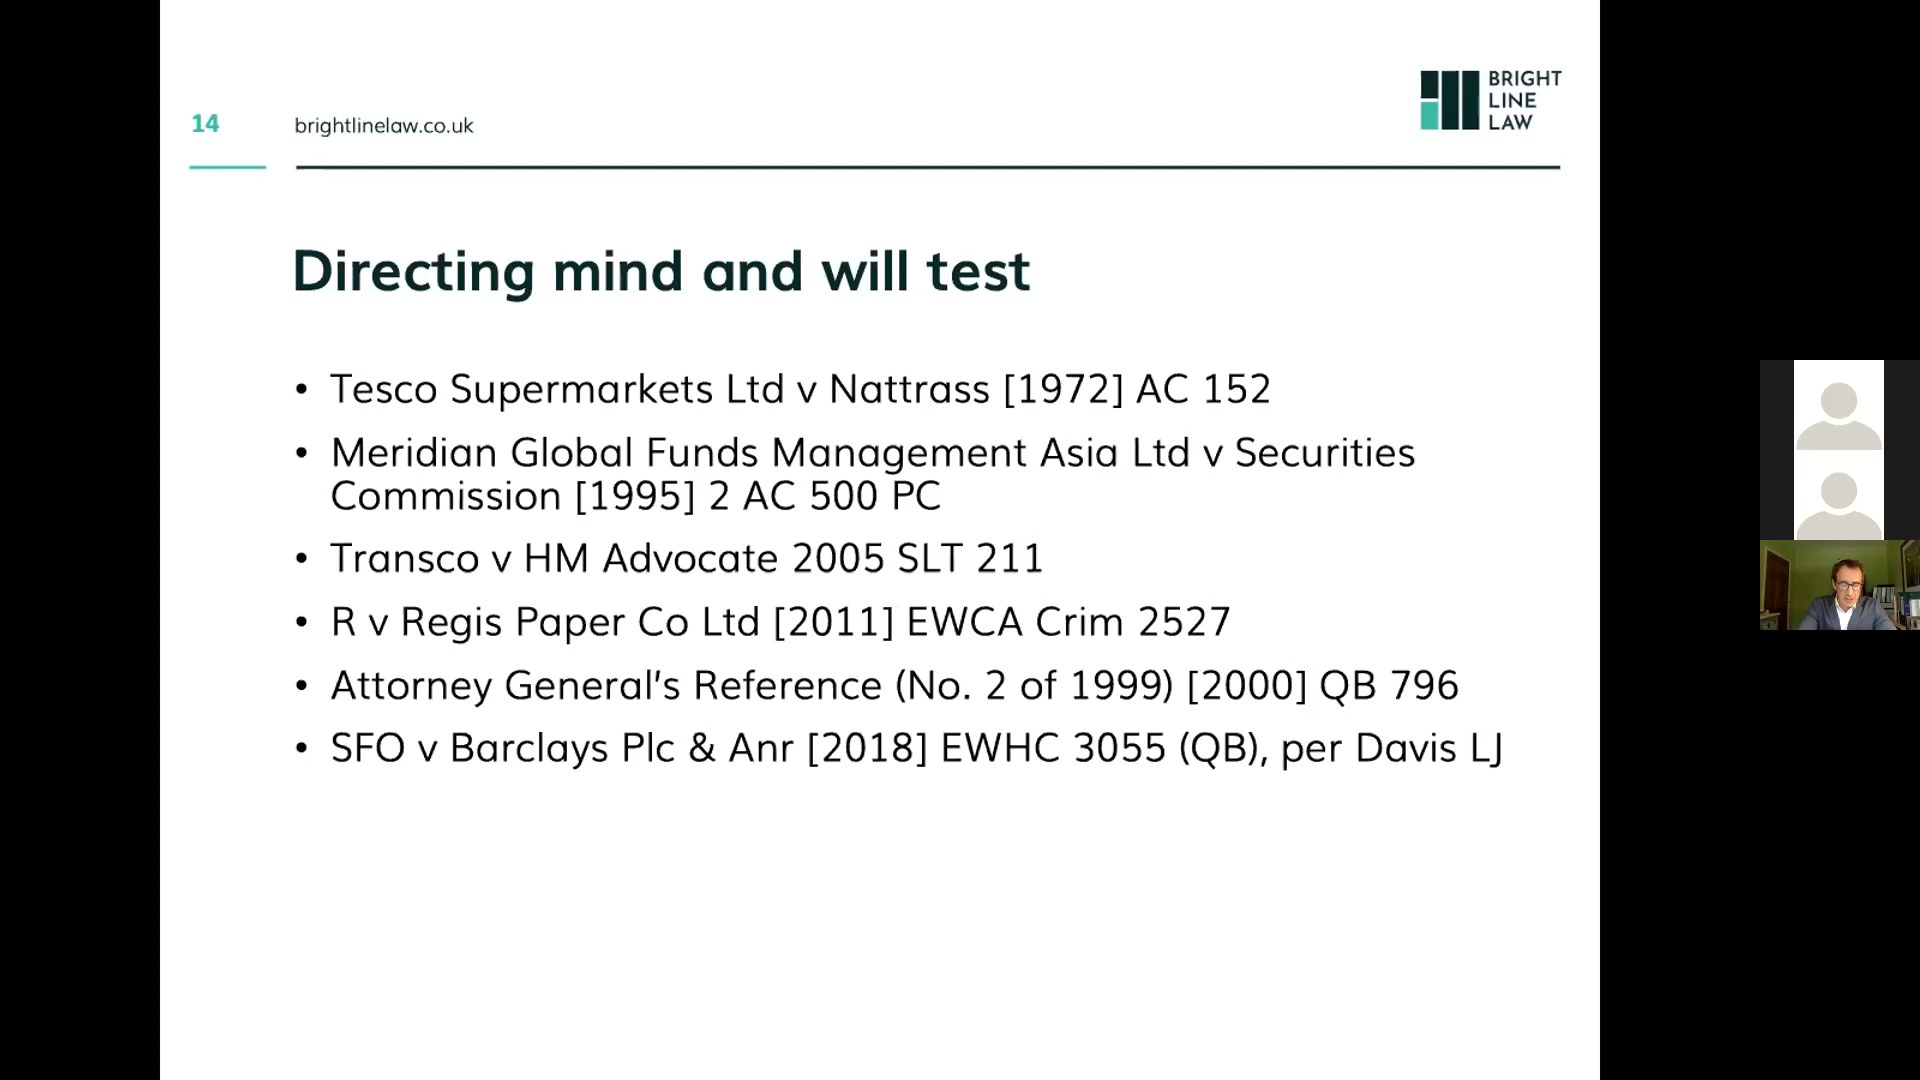 14
brightlinelaw.co.uk
BRIGHT
LINE
LAW
Directing mind and will test
• Tesco Supermarkets Ltd v Nattrass [1972] AC 152
• Meridian Global Funds Management Asia Ltd v Securities
Commission [1995] 2 AC 500 PC
• Transco v HM Advocate 2005 SLT 211
• R v Regis Paper Co Ltd [2011] EWCA Crim 2527
• Attorney General's Reference (No. 2 of 1999) [2000] QB 796
• SFO v Barclays Plc & Anr [2018] EWHC 3055 (QB), per Davis LJ